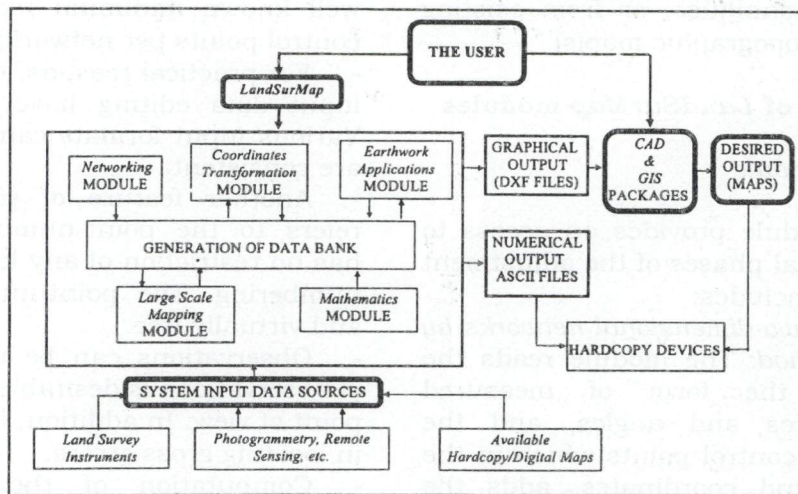 THE USER
LandSurMap
Networking
MODULE
Coordinates
Transformation
MODULE
Earthwork
Applications
MODULE
GRAPHICAL
OUTPUT
(DXF FILES)
CAD
&
GIS
PACKAGES
DESIRED
OUTPUT
(MAPS)
GENERATION OF DATA BANK
NUMERICAL
OUTPUT
ASCII FILES
Large Scale
Mapping
MODULE
Mathematics
MODULE
HARDCOPY DEVICES
SYSTEM INPUT DATA SOURCES
Land Survey
Instruments
Photogrammetry, Remote
Sensing, etc.
Available
Hardcopy/Digital Maps